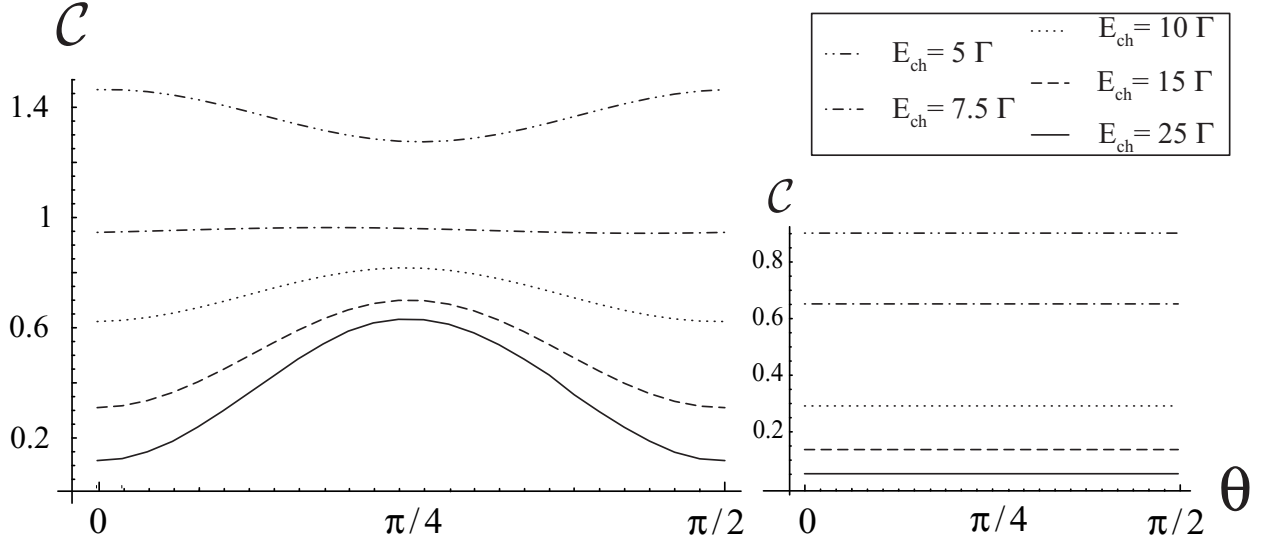 C
1.4
1
0.6
0.2
0
π/4
π/2
E_ch= 5 Γ
E_ch= 7.5 Γ
E_ch= 10 Γ
E_ch= 15 Γ
E_ch= 25 Γ
C
0.8
0.6
0.4
0.2
0
π/4
π/2
θ